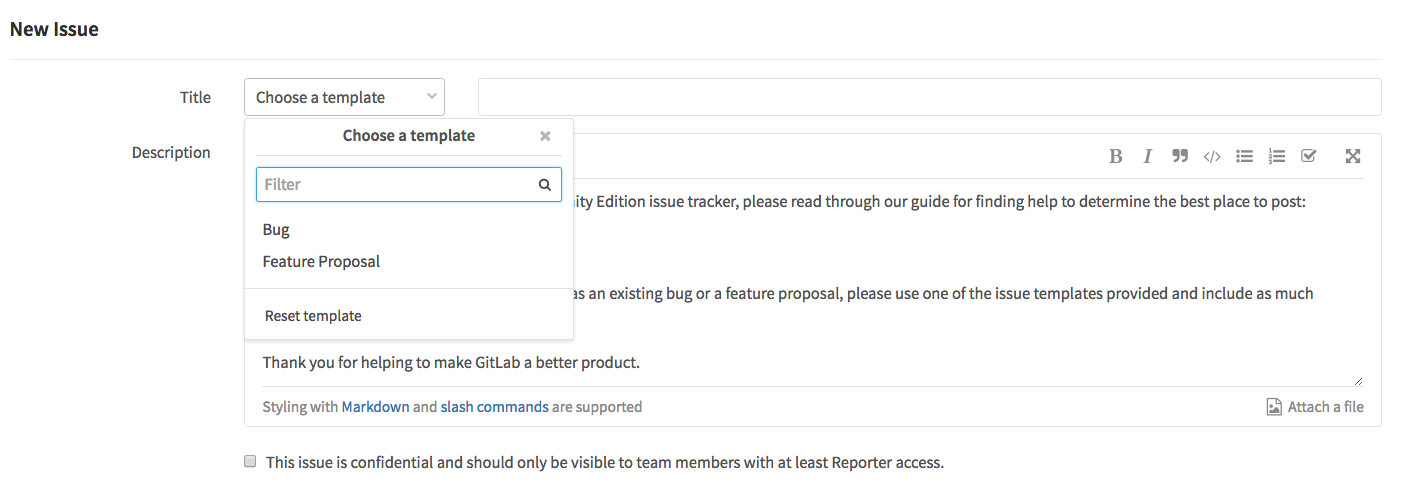 New Issue
Title
Choose a template
Choose a template
Description
Filter
ity Edition issue tracker, please read through our guide for finding help to determine the best place to post:
Bug
Feature Proposal
as an existing bug or a feature proposal, please use one of the issue templates provided and include as much
Reset template
Thank you for helping to make GitLab a better product.
Styling with Markdown and slash commands are supported
Attach a file
This issue is confidential and should only be visible to team members with at least Reporter access.